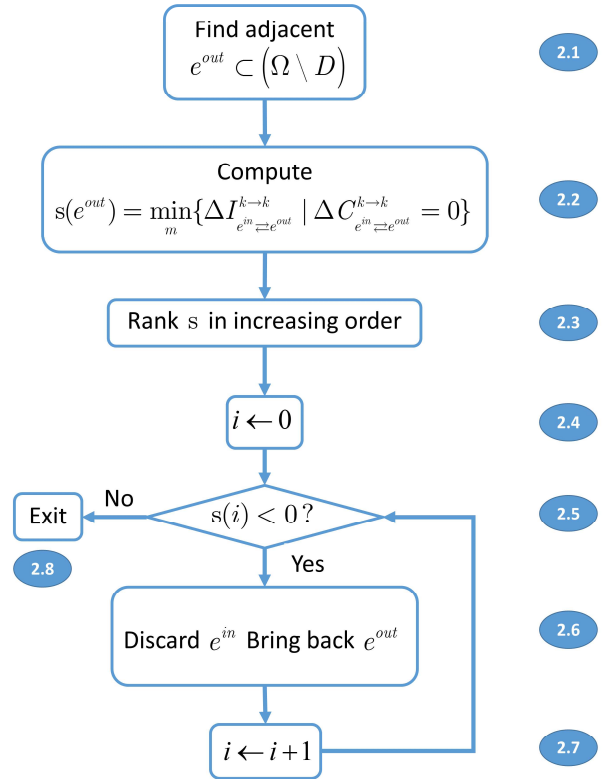 Find adjacent
e^{out} ⊂ (Ω \ D)
2.1
Compute
s(e^{out}) = min_m{ΔI^{k→k}_{e^{in}⇄e^{out}} | ΔC^{k→k}_{e^{in}⇄e^{out}} = 0}
2.2
Rank s in increasing order
2.3
i ← 0
2.4
s(i) < 0?
2.5
No
Exit
2.8
Yes
Discard e^{in} Bring back e^{out}
2.6
i ← i+1
2.7